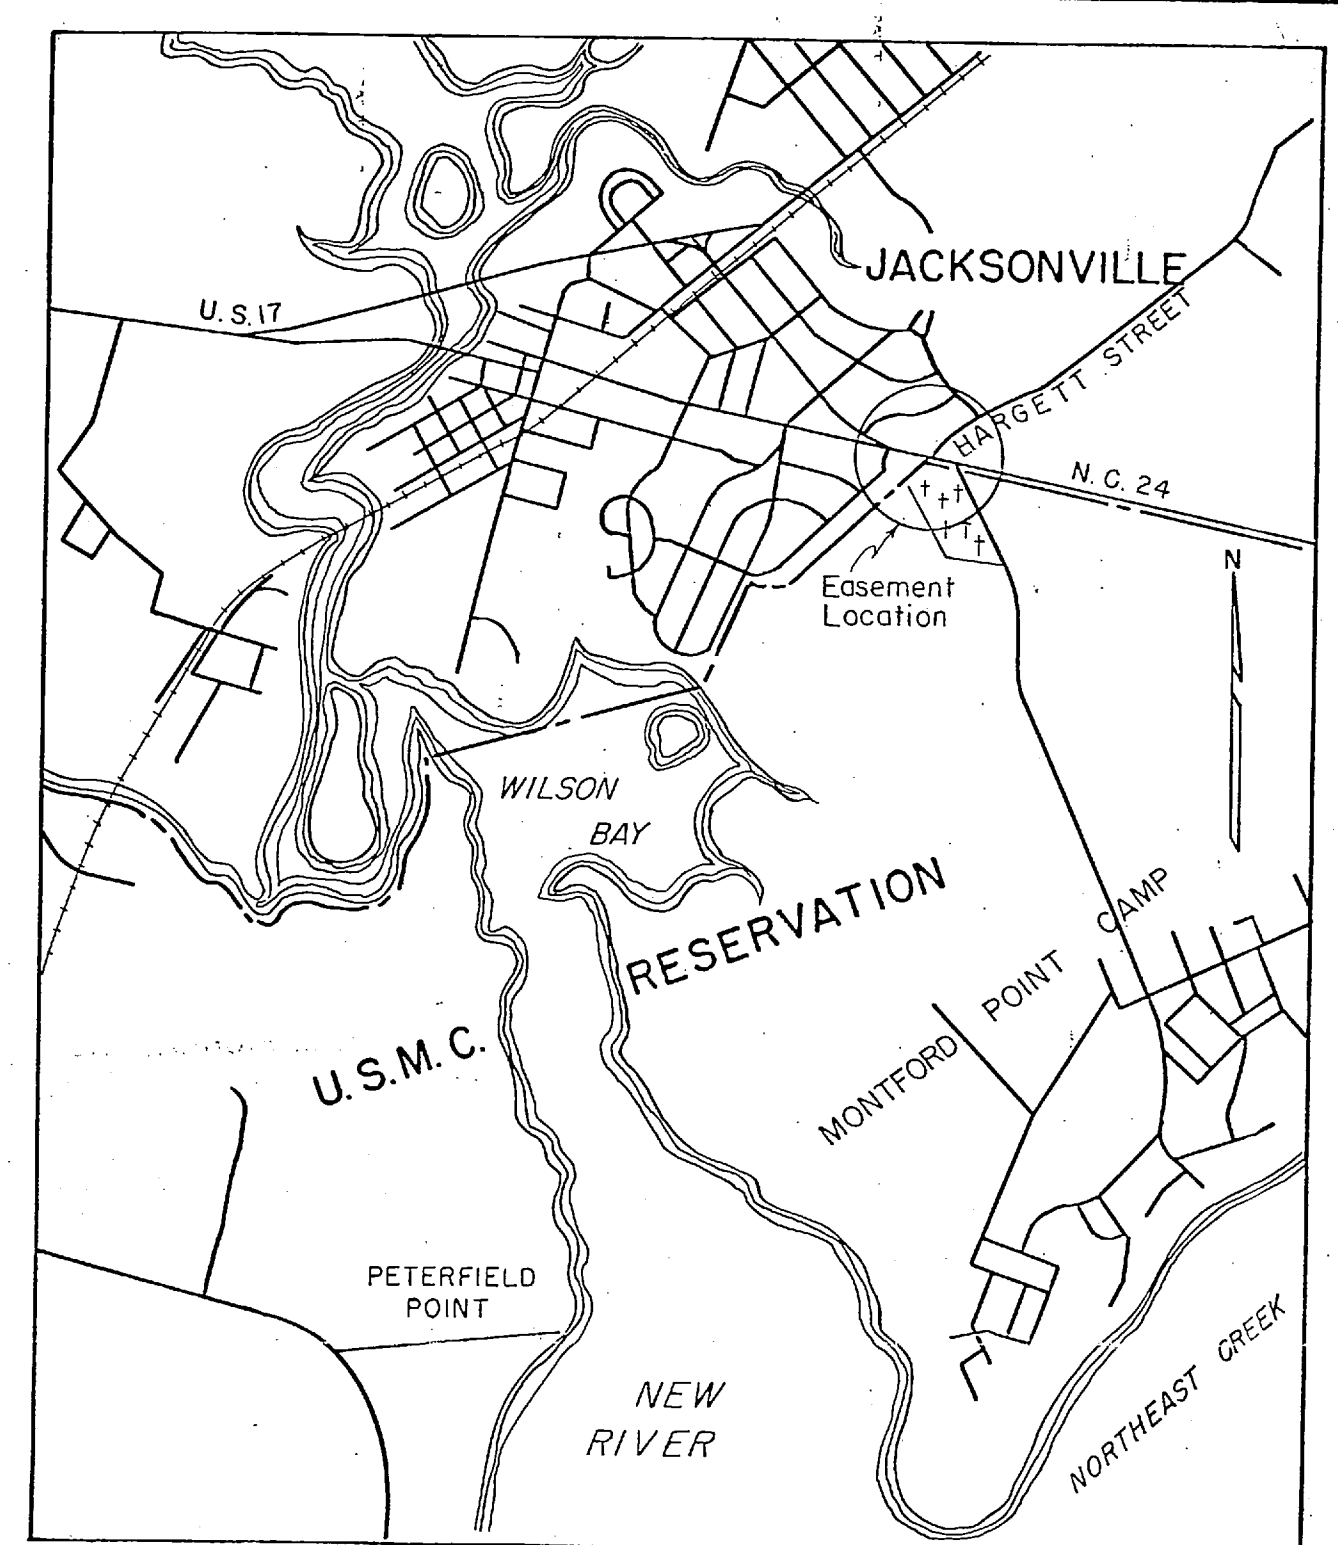 JACKSONVILLE
U.S.17
HARGETT STREET
N.C. 24
N
Easement
Location
WILSON
BAY
RESERVATION
U.S.M.C.
MONTFORD POINT CAMP
PETERFIELD
POINT
NEW
RIVER
NORTHEAST CREEK